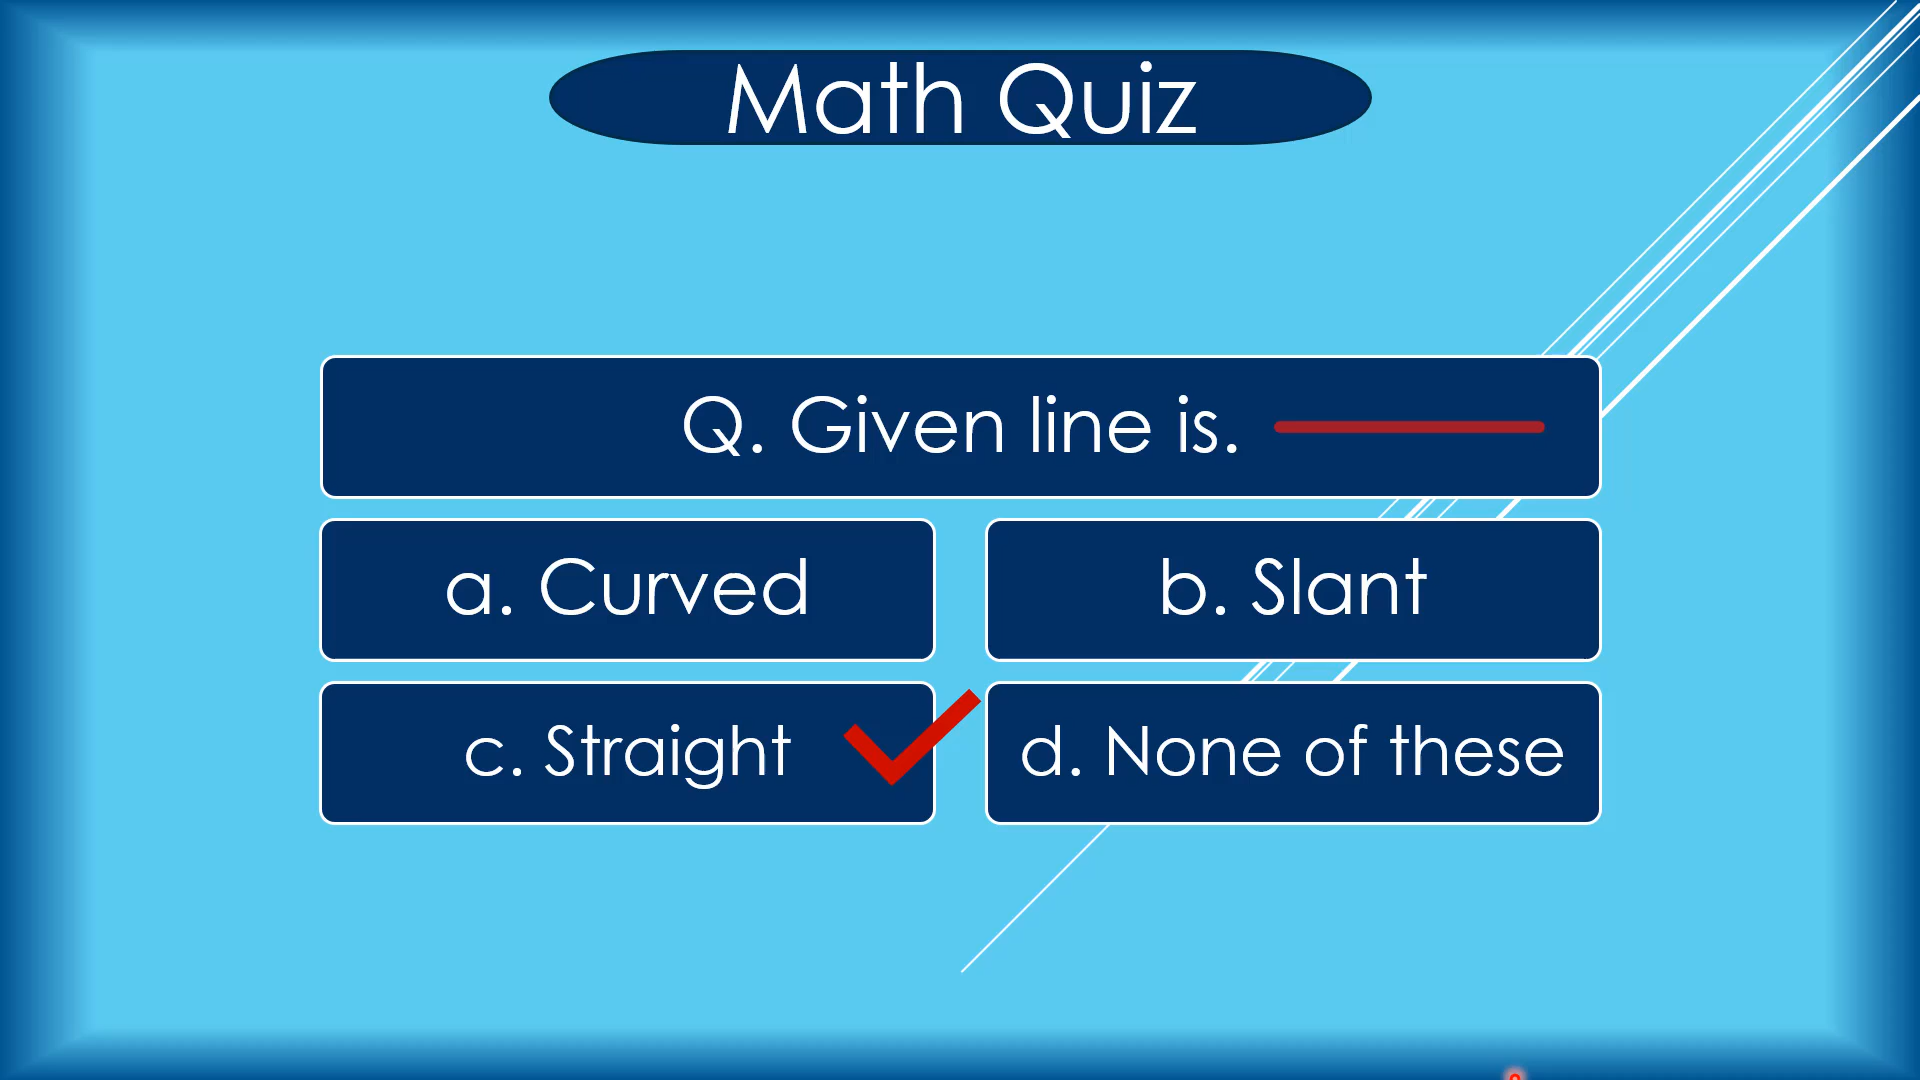 Math Quiz
Q. Given line is.
a. Curved
b. Slant
c. Straight
d. None of these